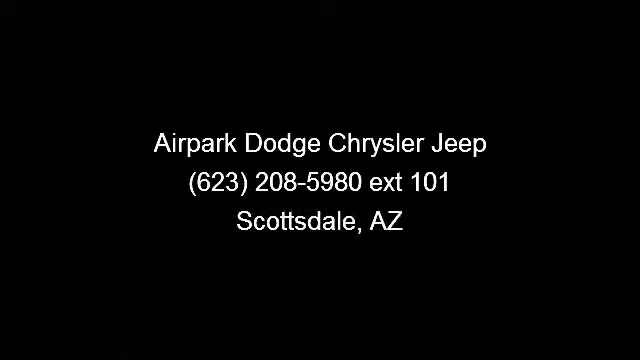 Airpark Dodge Chrysler Jeep
(623) 208-5980 ext 101
Scottsdale, AZ